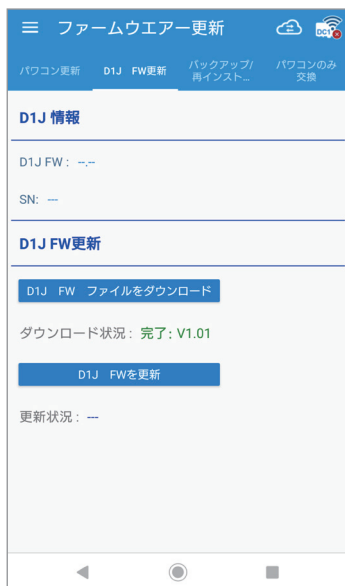 ファームウエアー更新
DC1
パワコン更新
D1J FW更新
バックアップ/
再インスト...
パワコンのみ
交換
D1J 情報
D1J FW : --.--
SN: ---
D1J FW更新
D1J FW ファイルをダウンロード
ダウンロード状況 : 完了: V1.01
D1J FWを更新
更新状況 : ---